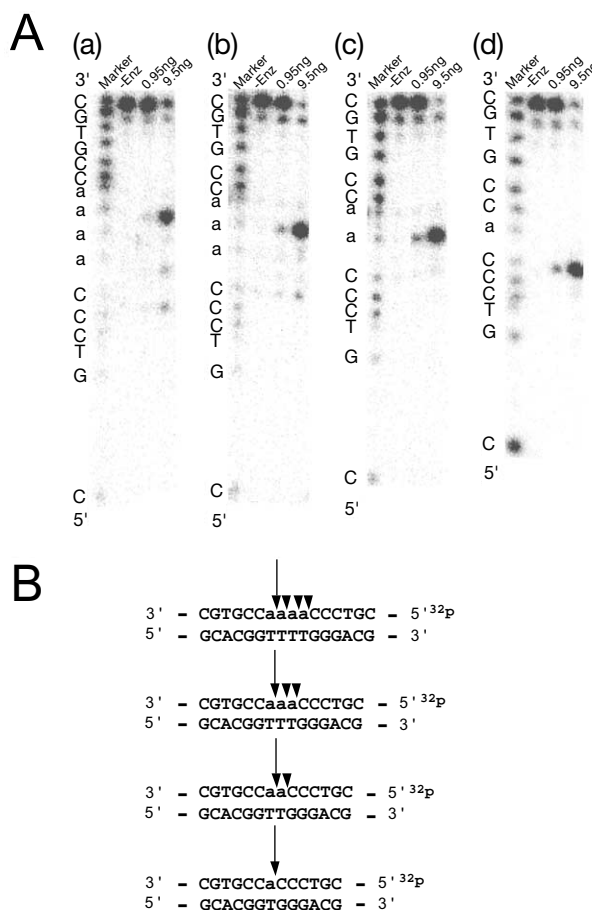 A
(a) (b) (c) (d)
3' Marker -Enz 0.95ng 9.5ng
C
G
T
G
C
C
a
a
a
a
C
C
C
T
G
C
5'
3' Marker -Enz 0.95ng 9.5ng
C
G
T
G
C
C
a
a
a
C
C
C
T
G
C
5'
3' Marker -Enz 0.95ng 9.5ng
C
G
T
G
C
C
a
a
C
C
C
T
G
C
5'
3' Marker -Enz 0.95ng 9.5ng
C
G
T
G
C
C
a
C
C
C
T
G
C
5'
B
3' - CGTGCCaaaaCCCTGC - 5' 32P
5' - GCACGGTTTTGGGACG - 3'
3' - CGTGCCaaaCCCTGC - 5' 32P
5' - GCACGGTTTGGGACG - 3'
3' - CGTGCCaaCCCTGC - 5' 32P
5' - GCACGGTTGGGACG - 3'
3' - CGTGCCaCCCTGC - 5' 32P
5' - GCACGGTGGGACG - 3'